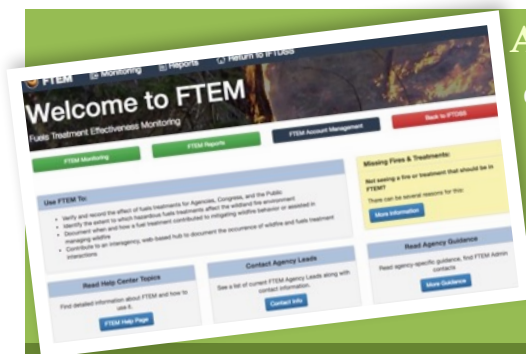 FTEM Monitoring Reports Return to IFTDSS
Welcome to FTEM
Fuels Treatment Effectiveness Monitoring
FTEM Monitoring FTEM Reports FTEM Account Management Back to IFTDSS
Use FTEM To:
• Verify and record the effect of fuels treatments for Agencies, Congress, and the Public
• Identify the extent to which hazardous fuels treatments affect the wildland fire environment
• Document when and how a fuel treatment contributed to mitigating wildfire behavior or assisted in
managing wildfire
• Contribute to an interagency, web-based hub to document the occurrence of wildfire and fuels treatment
interactions
Missing Fires & Treatments:
Not seeing a fire or treatment that should be in
FTEM?
There can be several reasons for this:
More Information
Read Help Center Topics
Find detailed information about FTEM and how to
use it.
FTEM Help Page
Contact Agency Leads
See a list of current FTEM Agency Leads along with
contact information.
Contact Info
Read Agency Guidance
Read agency-specific guidance, find FTEM Admin
contacts
More Guidance
A